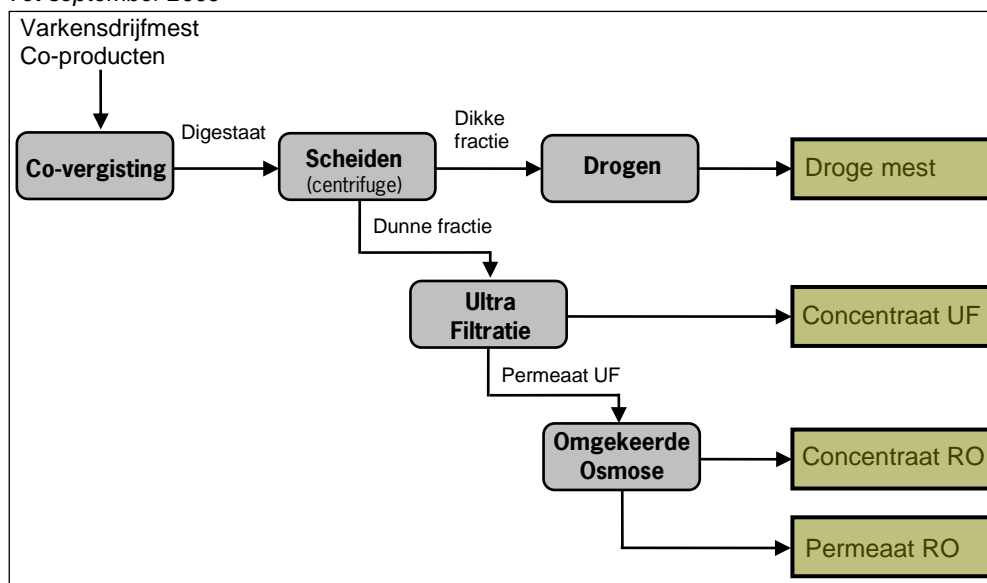 Varkensdrijfmest
Co-producten
Co-vergisting
Digestaat
Scheiden
(centrifuge)
Dikke
fractie
Drogen
Droge mest
Dunne fractie
Ultra
Filtratie
Concentraat UF
Permeaat UF
Omgekeerde
Osmose
Concentraat RO
Permeaat RO